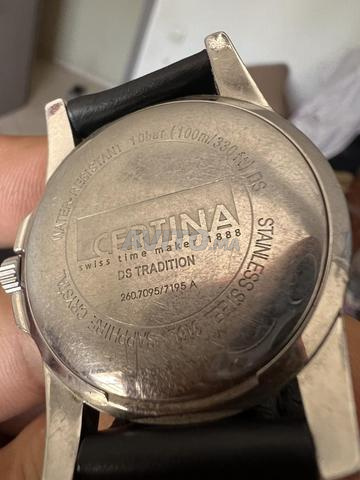 WATER-RESISTANT 10bar (100m/330ft) DS
STAINLESS STEEL
SAPPHIRE CRYSTAL
CERTINA
swiss time maker 1888
DS TRADITION
260.7095/7195 A